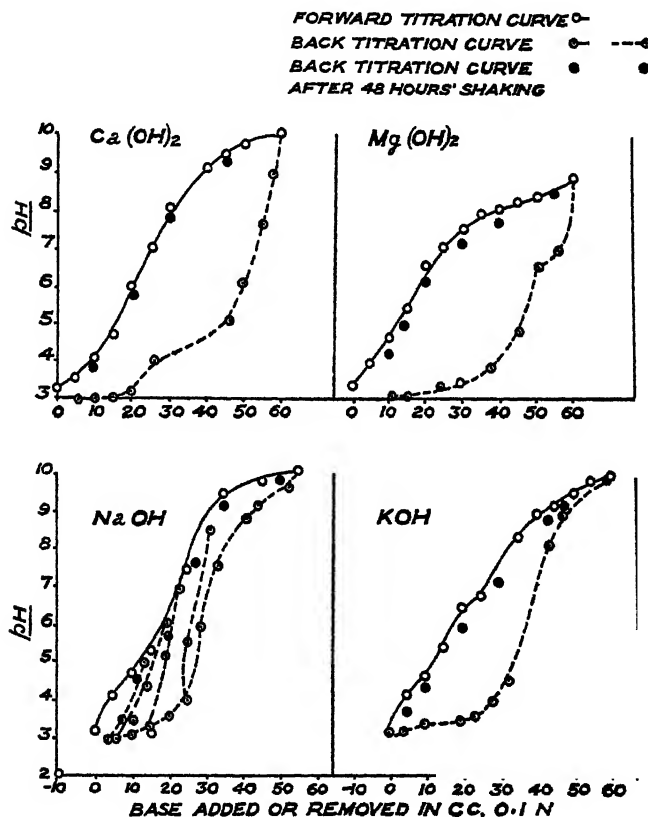 FORWARD TITRATION CURVE
BACK TITRATION CURVE
BACK TITRATION CURVE
AFTER 48 HOURS' SHAKING
Ca (OH)2
Mg (OH)2
pH
10
9
8
7
6
5
4
3
0 10 20 30 40 50 60
0 10 20 30 40 50 60
NaOH
KOH
pH
10
9
8
7
6
5
4
3
2
-10 0 10 20 30 40 50 60
-10 0 10 20 30 40 50 60
BASE ADDED OR REMOVED IN CC, 0.1 N